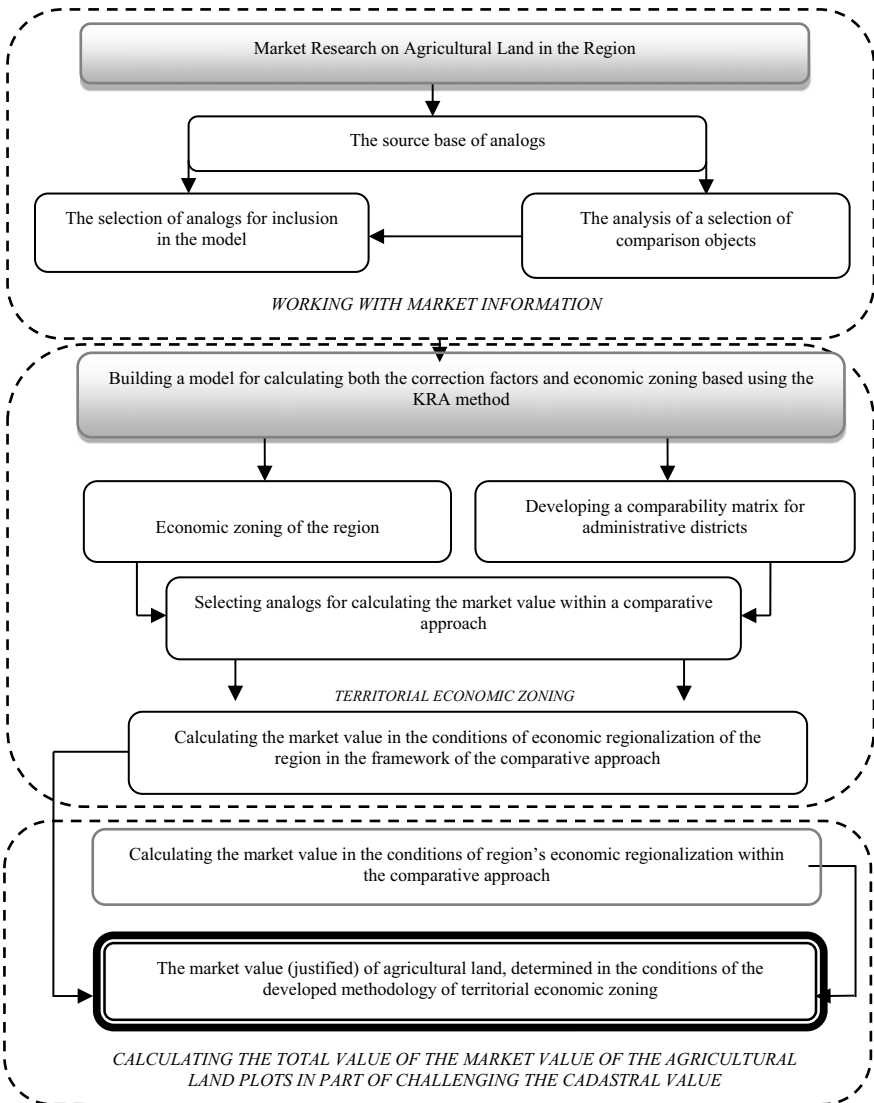 Market Research on Agricultural Land in the Region
The source base of analogs
The selection of analogs for inclusion
in the model
The analysis of a selection of
comparison objects
WORKING WITH MARKET INFORMATION
Building a model for calculating both the correction factors and economic zoning based using the
KRA method
Economic zoning of the region
Developing a comparability matrix for
administrative districts
Selecting analogs for calculating the market value within a comparative
approach
TERRITORIAL ECONOMIC ZONING
Calculating the market value in the conditions of economic regionalization of the
region in the framework of the comparative approach
Calculating the market value in the conditions of region's economic regionalization within
the comparative approach
The market value (justified) of agricultural land, determined in the conditions of the
developed methodology of territorial economic zoning
CALCULATING THE TOTAL VALUE OF THE MARKET VALUE OF THE AGRICULTURAL
LAND PLOTS IN PART OF CHALLENGING THE CADASTRAL VALUE